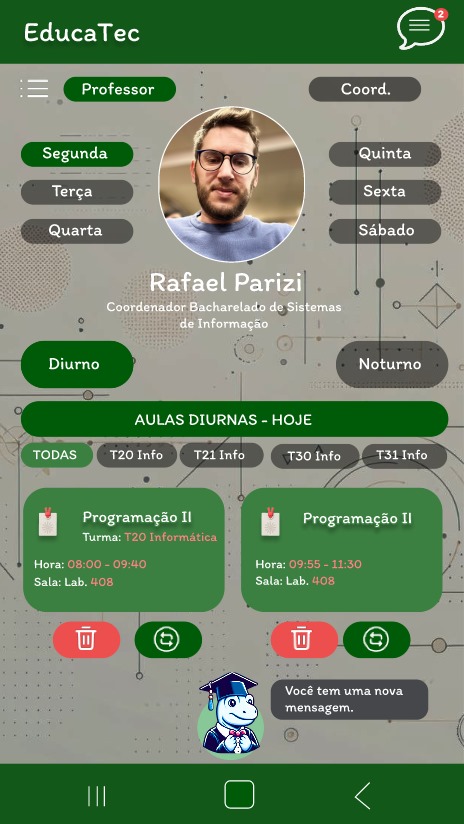 EducaTec
2
Professor
Coord.
Segunda
Quinta
Terça
Sexta
Quarta
Sábado
Rafael Parizi
Coordenador Bacharelado de Sistemas
de Informação
Diurno
Noturno
AULAS DIURNAS - HOJE
TODAS
T20 Info
T21 Info
T30 Info
T31 Info
Programação II
Turma: T20 Informática
Hora: 08:00 - 09:40
Sala: Lab. 408
Programação II
Hora: 09:55 - 11:30
Sala: Lab. 408
Você tem uma nova
mensagem.